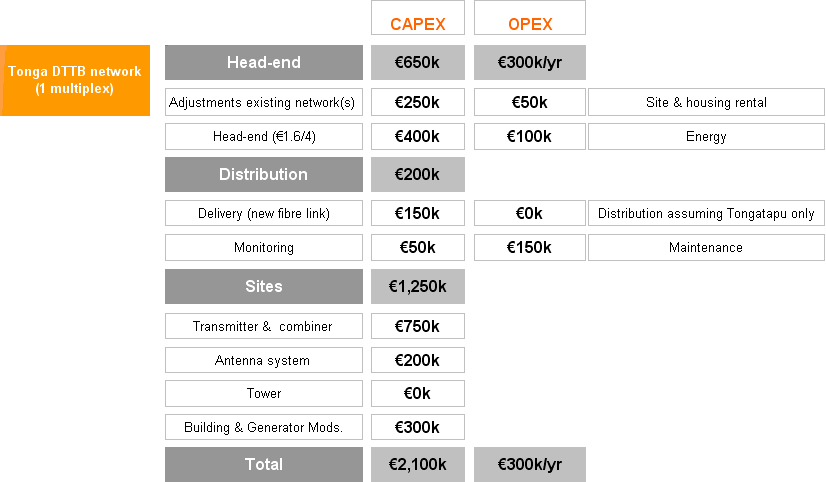 CAPEX OPEX
Tonga DTTB network
(1 multiplex)
Head-end €650k €300k/yr
Adjustments existing network(s) €250k €50k Site & housing rental
Head-end (€1.6/4) €400k €100k Energy
Distribution €200k
Delivery (new fibre link) €150k €0k Distribution assuming Tongatapu only
Monitoring €50k €150k Maintenance
Sites €1,250k
Transmitter & combiner €750k
Antenna system €200k
Tower €0k
Building & Generator Mods. €300k
Total €2,100k €300k/yr